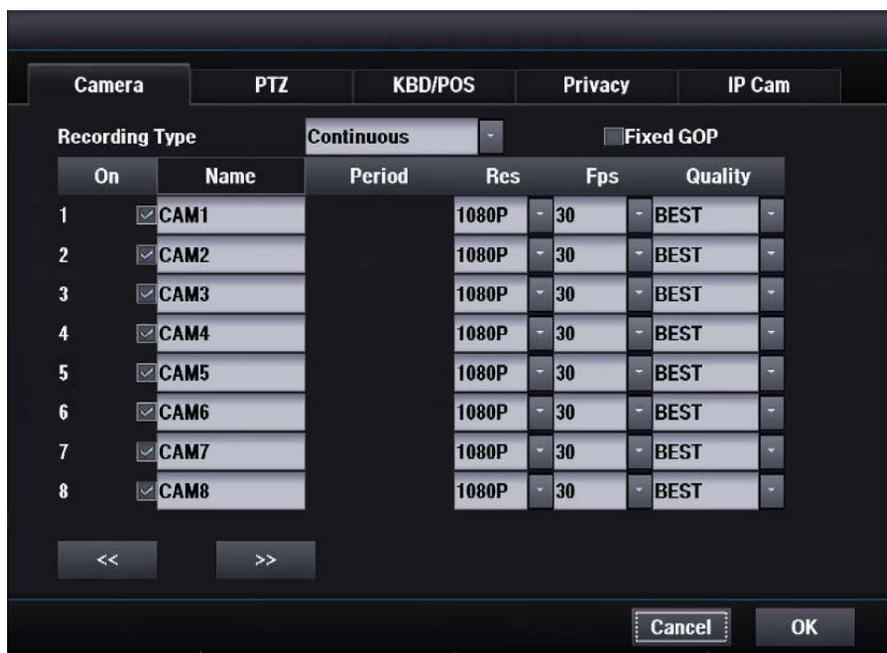 Camera PTZ KBD/POS Privacy IP Cam
Recording Type Continuous Fixed GOP
On Name Period Res Fps Quality
1 CAM1 1080P 30 BEST
2 CAM2 1080P 30 BEST
3 CAM3 1080P 30 BEST
4 CAM4 1080P 30 BEST
5 CAM5 1080P 30 BEST
6 CAM6 1080P 30 BEST
7 CAM7 1080P 30 BEST
8 CAM8 1080P 30 BEST
<< >>
Cancel OK